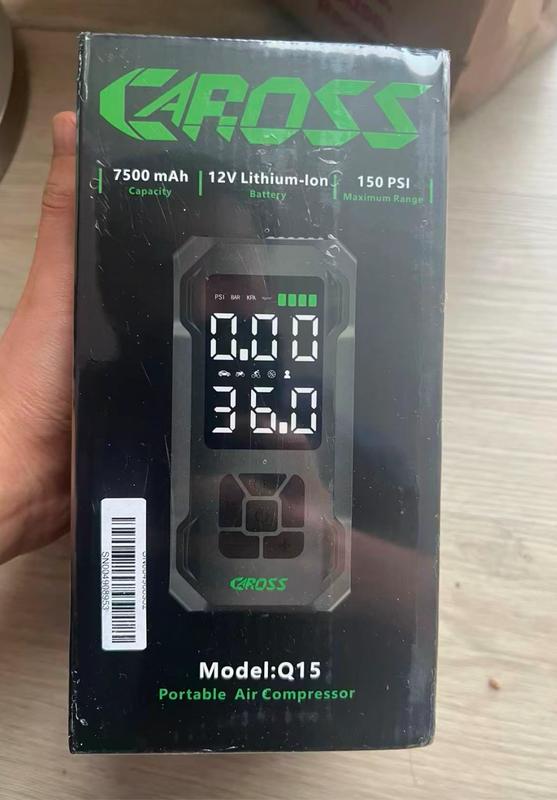 CAROSS
7500 mAh
Capacity
12V Lithium-Ion
Battery
150 PSI
Maximum Range
PSI BAR KPA
0.00
36.0
CAROSS
SN004908953
Model:Q15
Portable Air Compressor